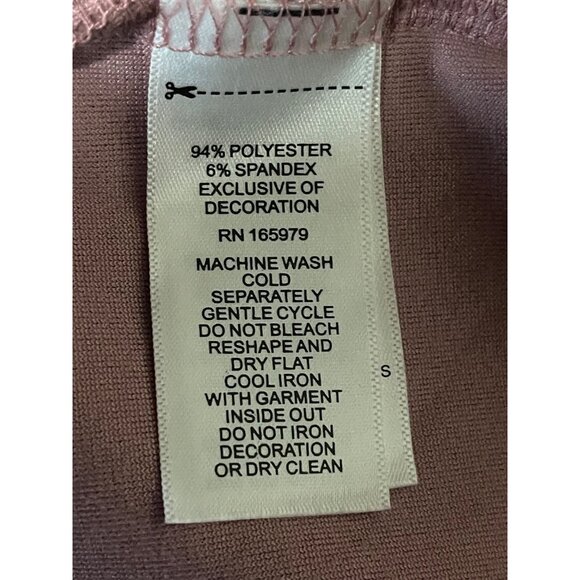 94% POLYESTER
6% SPANDEX
EXCLUSIVE OF
DECORATION
RN 165979
MACHINE WASH
COLD
SEPARATELY
GENTLE CYCLE
DO NOT BLEACH
RESHAPE AND
DRY FLAT
COOL IRON
WITH GARMENT
INSIDE OUT
DO NOT IRON
DECORATION
OR DRY CLEAN
S